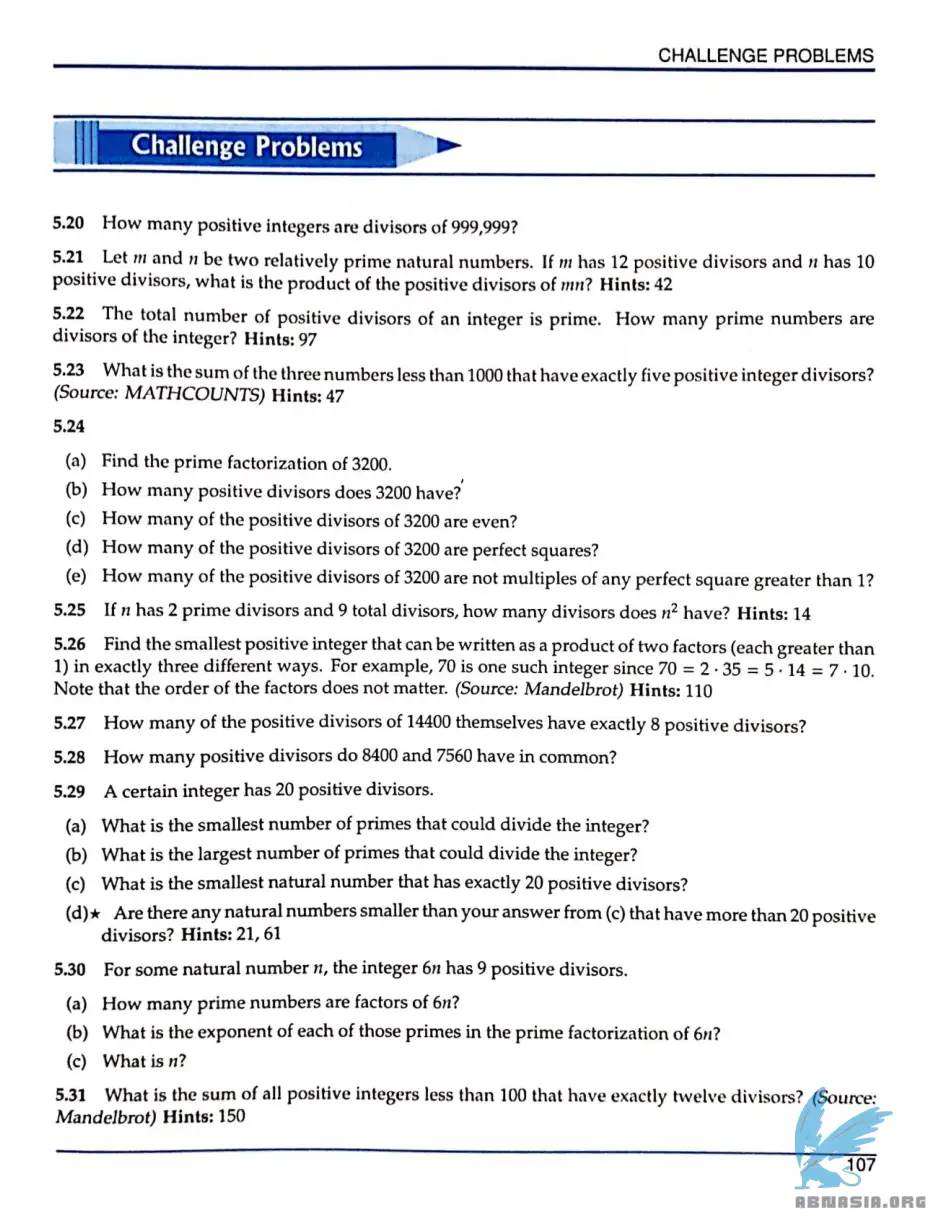 CHALLENGE PROBLEMS
Challenge Problems
5.20 How many positive integers are divisors of 999,999?
5.21 Let m and n be two relatively prime natural numbers. If m has 12 positive divisors and n has 10
positive divisors, what is the product of the positive divisors of mn? Hints: 42
5.22 The total number of positive divisors of an integer is prime. How many prime numbers are
divisors of the integer? Hints: 97
5.23 What is the sum of the three numbers less than 1000 that have exactly five positive integer divisors?
(Source: MATHCOUNTS) Hints: 47
5.24
(a) Find the prime factorization of 3200.
(b) How many positive divisors does 3200 have?
(c) How many of the positive divisors of 3200 are even?
(d) How many of the positive divisors of 3200 are perfect squares?
(e) How many of the positive divisors of 3200 are not multiples of any perfect square greater than 1?
5.25 If n has 2 prime divisors and 9 total divisors, how many divisors does n² have? Hints: 14
5.26 Find the smallest positive integer that can be written as a product of two factors (each greater than
1) in exactly three different ways. For example, 70 is one such integer since 70 = 2 · 35 = 5 · 14 = 7 · 10.
Note that the order of the factors does not matter. (Source: Mandelbrot) Hints: 110
5.27 How many of the positive divisors of 14400 themselves have exactly 8 positive divisors?
5.28 How many positive divisors do 8400 and 7560 have in common?
5.29 A certain integer has 20 positive divisors.
(a) What is the smallest number of primes that could divide the integer?
(b) What is the largest number of primes that could divide the integer?
(c) What is the smallest natural number that has exactly 20 positive divisors?
(d)★ Are there any natural numbers smaller than your answer from (c) that have more than 20 positive
divisors? Hints: 21, 61
5.30 For some natural number n, the integer 6n has 9 positive divisors.
(a) How many prime numbers are factors of 6n?
(b) What is the exponent of each of those primes in the prime factorization of 6n?
(c) What is n?
5.31 What is the sum of all positive integers less than 100 that have exactly twelve divisors? (Source:
Mandelbrot) Hints: 150
107
ABNASIA.ORG